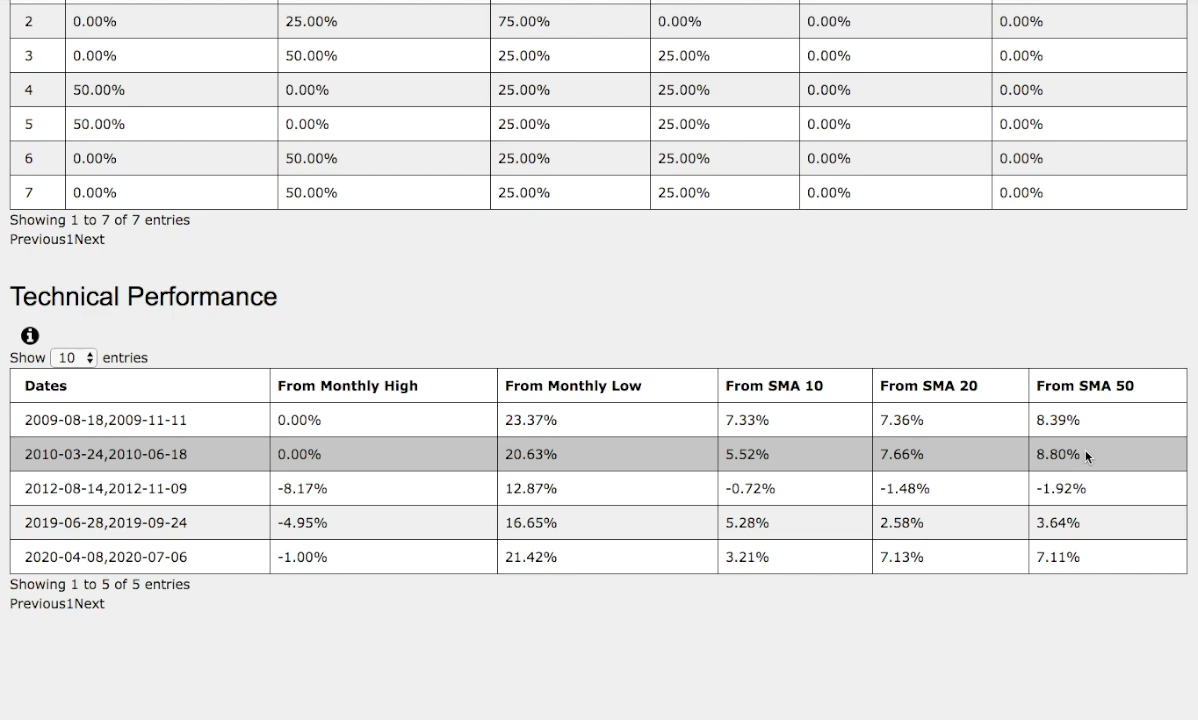 2 0.00% 25.00% 75.00% 0.00% 0.00% 0.00%
3 0.00% 50.00% 25.00% 25.00% 0.00% 0.00%
4 50.00% 0.00% 25.00% 25.00% 0.00% 0.00%
5 50.00% 0.00% 25.00% 25.00% 0.00% 0.00%
6 0.00% 50.00% 25.00% 25.00% 0.00% 0.00%
7 0.00% 50.00% 25.00% 25.00% 0.00% 0.00%
Showing 1 to 7 of 7 entries
Previous1Next
Technical Performance
Show 10 entries
Dates From Monthly High From Monthly Low From SMA 10 From SMA 20 From SMA 50
2009-08-18,2009-11-11 0.00% 23.37% 7.33% 7.36% 8.39%
2010-03-24,2010-06-18 0.00% 20.63% 5.52% 7.66% 8.80%
2012-08-14,2012-11-09 -8.17% 12.87% -0.72% -1.48% -1.92%
2019-06-28,2019-09-24 -4.95% 16.65% 5.28% 2.58% 3.64%
2020-04-08,2020-07-06 -1.00% 21.42% 3.21% 7.13% 7.11%
Showing 1 to 5 of 5 entries
Previous1Next